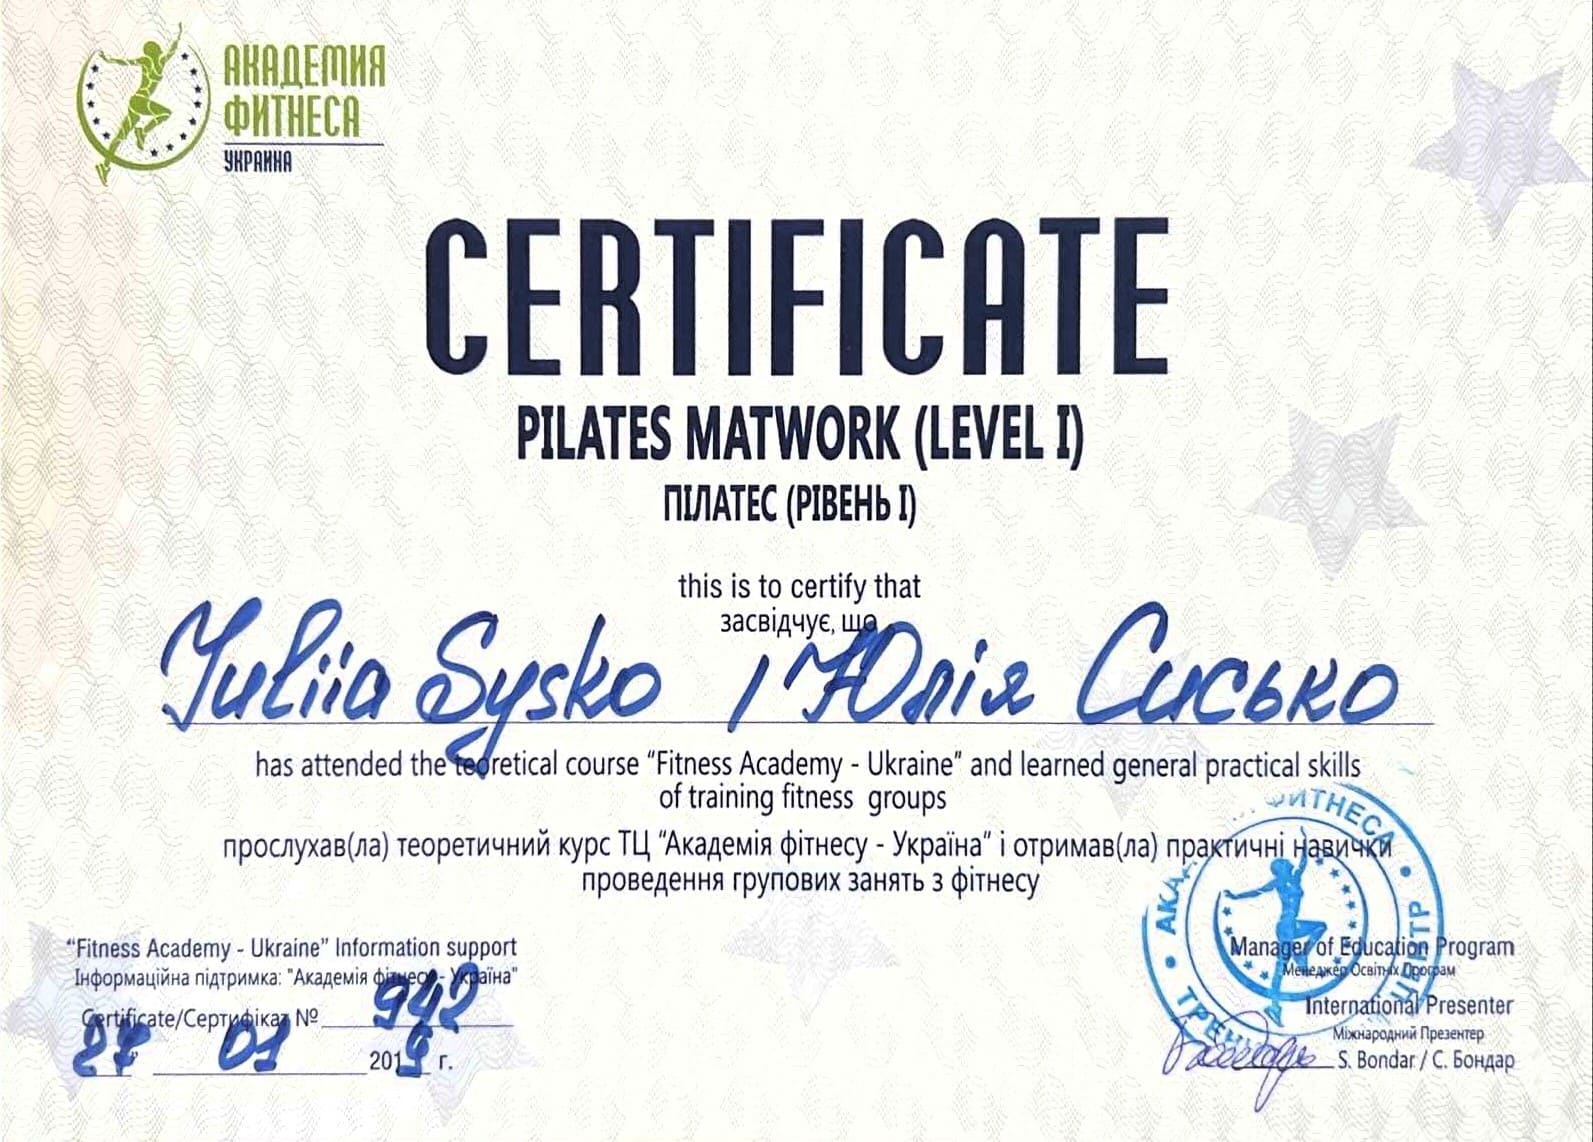 АКАДЕМИЯ
ФИТНЕСА
УКРАИНА
CERTIFICATE
PILATES MATWORK (LEVEL I)
ПІЛАТЕС (РІВЕНЬ І)
this is to certify that
засвідчує, що
Yuliia Sysko / Юлія Сисько
has attended the teoretical course “Fitness Academy - Ukraine” and learned general practical skills
of training fitness groups
прослухав(ла) теоретичний курс ТЦ “Академія фітнесу - Україна” і отримав(ла) практичні навички
проведення групових занять з фітнесу
“Fitness Academy - Ukraine” Information support
Інформаційна підтримка: "Академія фітнесу - Україна"
Certificate/Сертифікат № 942
27 01 2019 г.
ФИТНЕСА ЦЕНТР
Manager of Education Program
Менеджер Освітніх Програм
International Presenter
Міжнародний Презентер
S. Bondar / С. Бондар